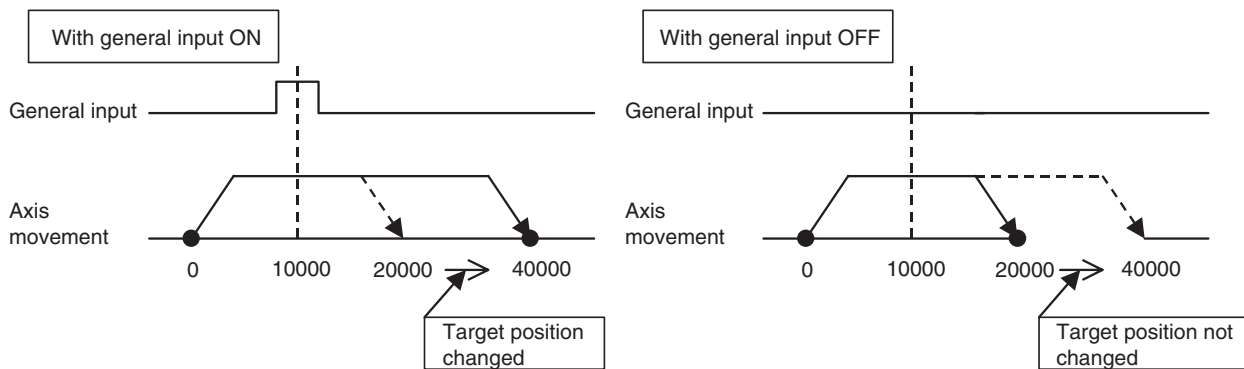 With general input ON
General input
Axis
movement
0 10000 20000 40000
Target position
changed
With general input OFF
General input
Axis
movement
0 10000 20000 40000
Target position not
changed